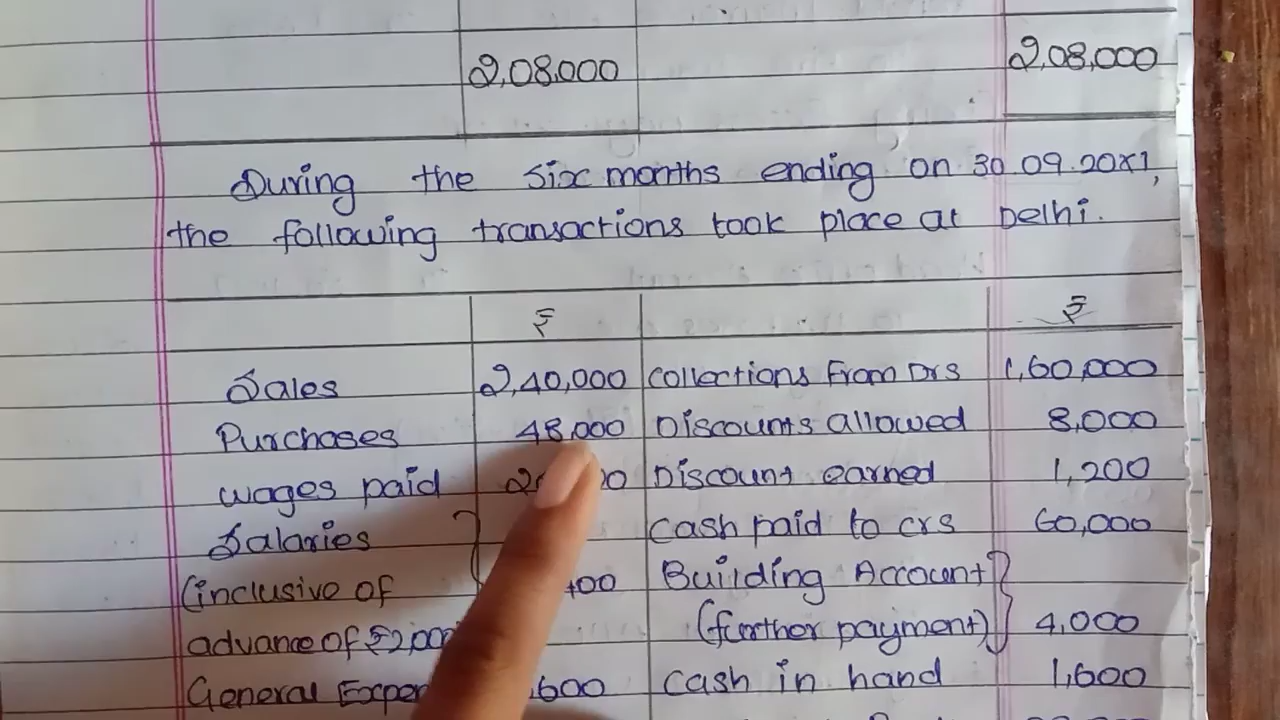 2,08,000 2,08,000
During the six months ending on 30.09.20x1,
the following transactions took place at Delhi.
₹ ₹
Sales 2,40,000 Collections From Drs 1,60,000
Purchases 48,000 Discounts allowed 8,000
wages paid Discount earned 1,200
Salaries Cash paid to Crs 60,000
(inclusive of Building Account
advance of ₹2,000 (further payment) 4,000
General Cash in hand 1,600